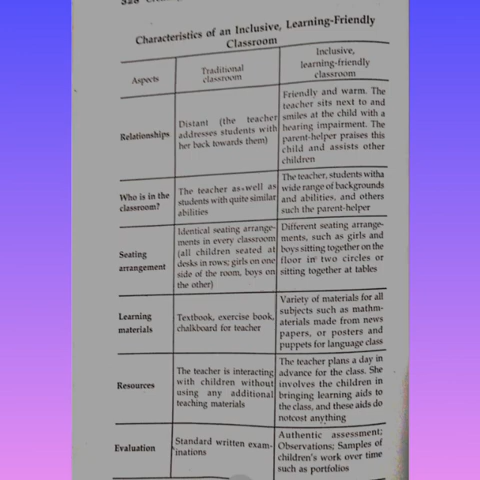 Characteristics of an Inclusive, Learning-Friendly
Classroom
Aspects
Traditional
classroom
Inclusive,
learning-friendly
classroom
Relationships
Distant (the teacher
addresses students with
her back towards them)
Friendly and warm. The
teacher sits next to and
smiles at the child with a
hearing impairment. The
parent-helper praises this
child and assists other
children
Who is in the
classroom?
The teacher as well as
students with quite similar
abilities
The teacher, students witha
wide range of backgrounds
and abilities, and others
such the parent-helper
Seating
arrangement
Identical seating arrange-
ments in every classroom
(all children seated at
desks in rows; girls on one
side of the room, boys on
the other)
Different seating arrange-
ments, such as girls and
boys sitting together on the
floor in two circles or
sitting together at tables
Learning
materials
Textbook, exercise book,
chalkboard for teacher
Variety of materials for all
subjects such as mathm-
aterials made from news
papers, or posters and
puppets for language class
Resources
The teacher is interacting
with children without
using any additional
teaching materials
The teacher plans a day in
advance for the class. She
involves the children in
bringing learning aids to
the class, and these aids do
notcost anything
Evaluation
Standard written exam-
inations
Authentic assessment;
Observations; Samples of
children's work over time
such as portfolios